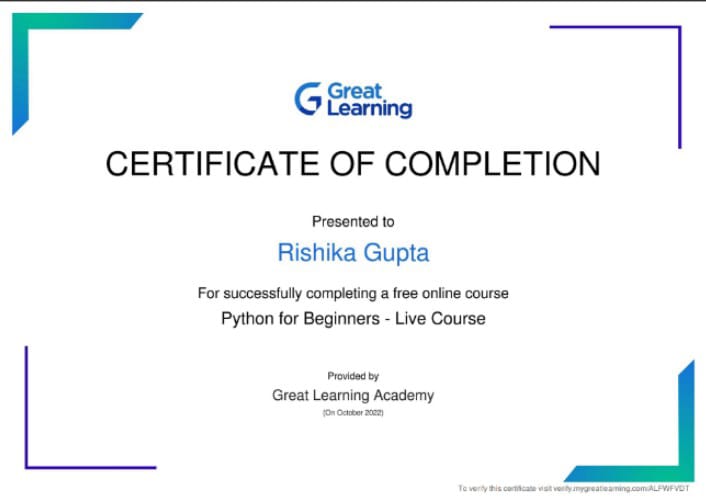 Great
Learning
CERTIFICATE OF COMPLETION
Presented to
Rishika Gupta
For successfully completing a free online course
Python for Beginners - Live Course
Provided by
Great Learning Academy
(On October 2022)
To verify this certificate visit verify.mygreatlearning.com/ALFWFVDT